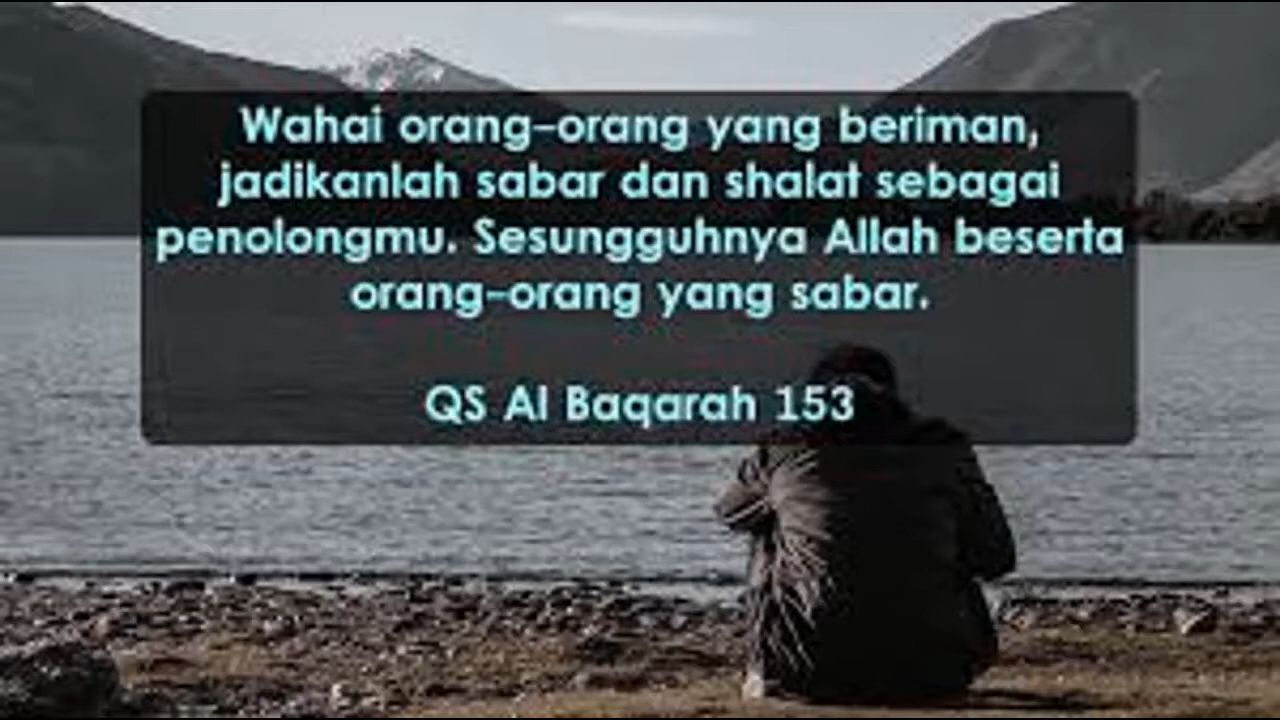 Wahai orang-orang yang beriman,
jadikanlah sabar dan shalat sebagai
penolongmu. Sesungguhnya Allah beserta
orang-orang yang sabar.
QS Al Baqarah 153